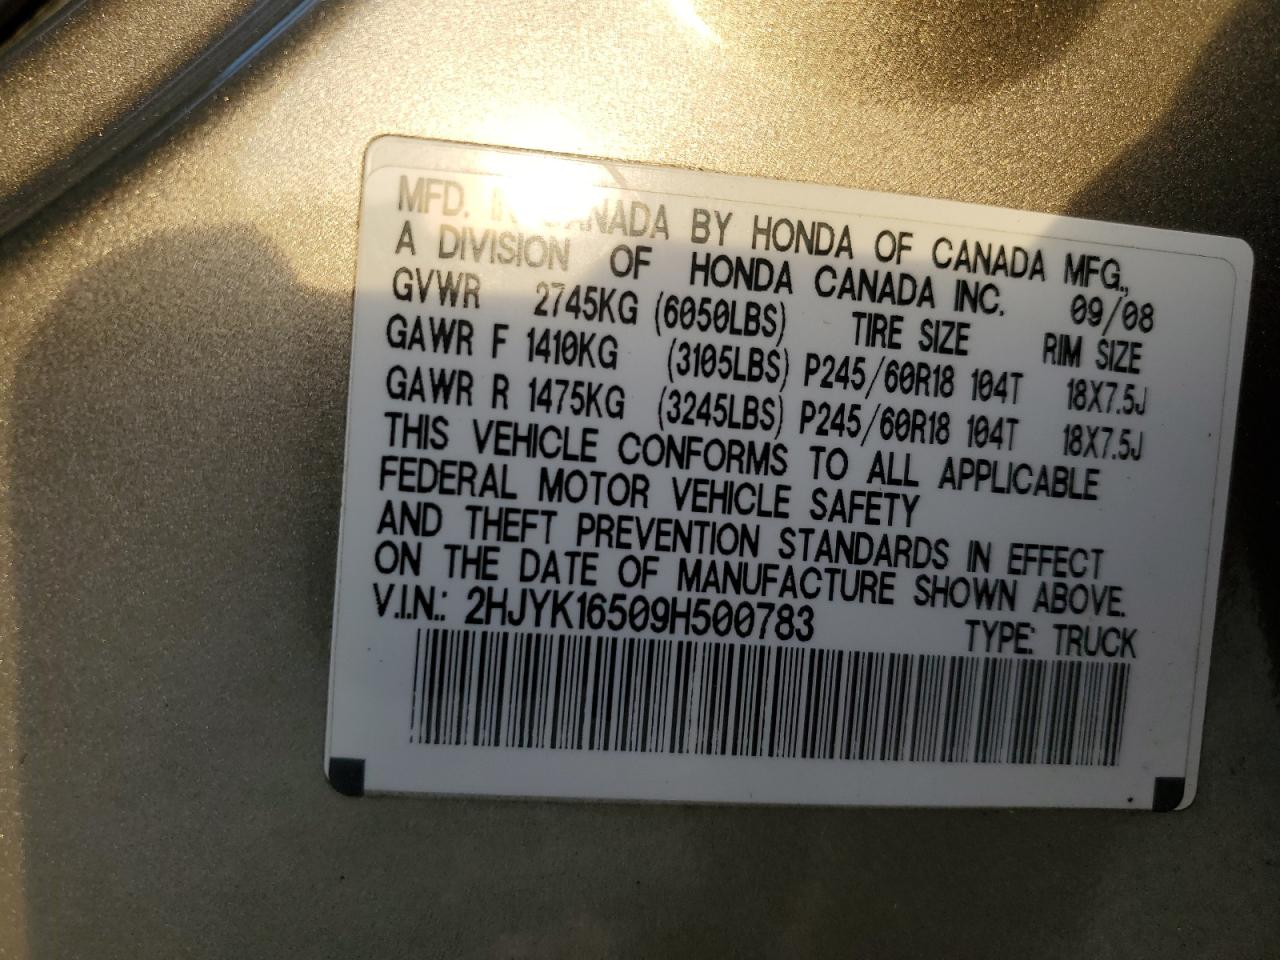 MFD. IN CANADA BY HONDA OF CANADA MFG.,
A DIVISION OF HONDA CANADA INC. 09/08
GVWR 2745KG (6050LBS) TIRE SIZE RIM SIZE
GAWR F 1410KG (3105LBS) P245/60R18 104T 18X7.5J
GAWR R 1475KG (3245LBS) P245/60R18 104T 18X7.5J
THIS VEHICLE CONFORMS TO ALL APPLICABLE
FEDERAL MOTOR VEHICLE SAFETY
AND THEFT PREVENTION STANDARDS IN EFFECT
ON THE DATE OF MANUFACTURE SHOWN ABOVE.
V.I.N.: 2HJYK16509H500783 TYPE: TRUCK